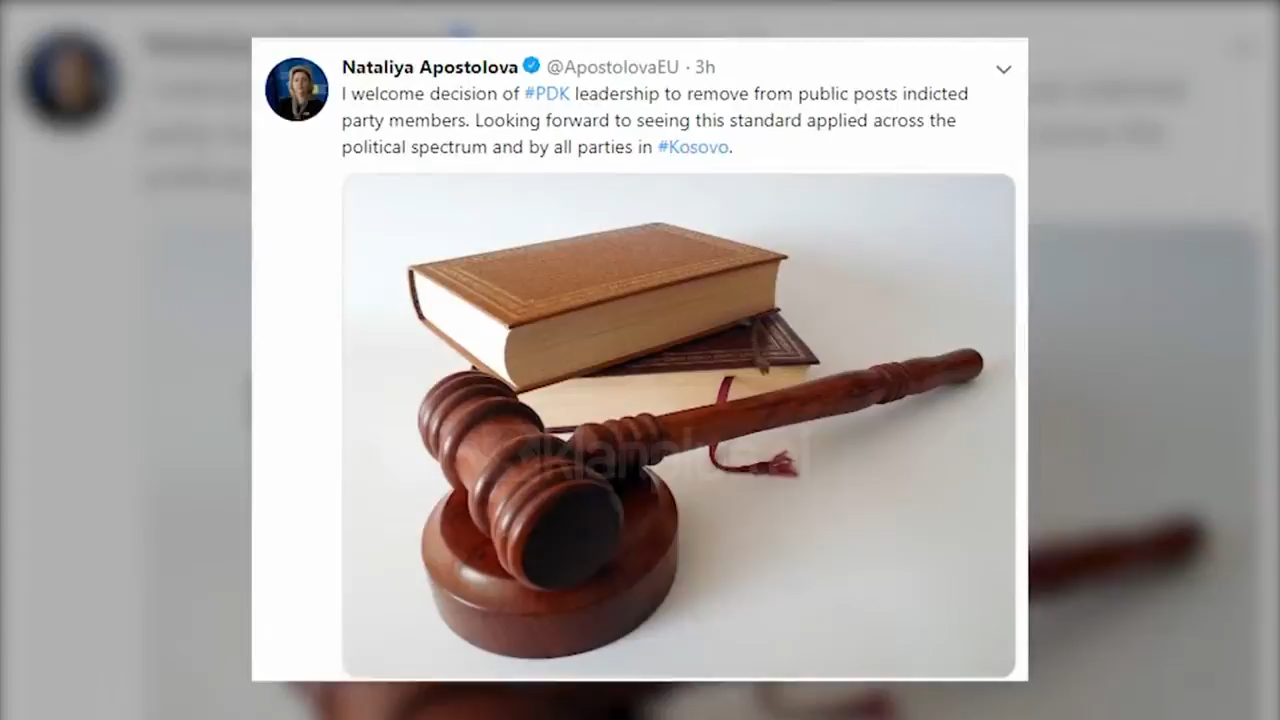 Nataliya Apostolova @ApostolovaEU · 3h
I welcome decision of #PDK leadership to remove from public posts indicted
party members. Looking forward to seeing this standard applied across the
political spectrum and by all parties in #Kosovo.